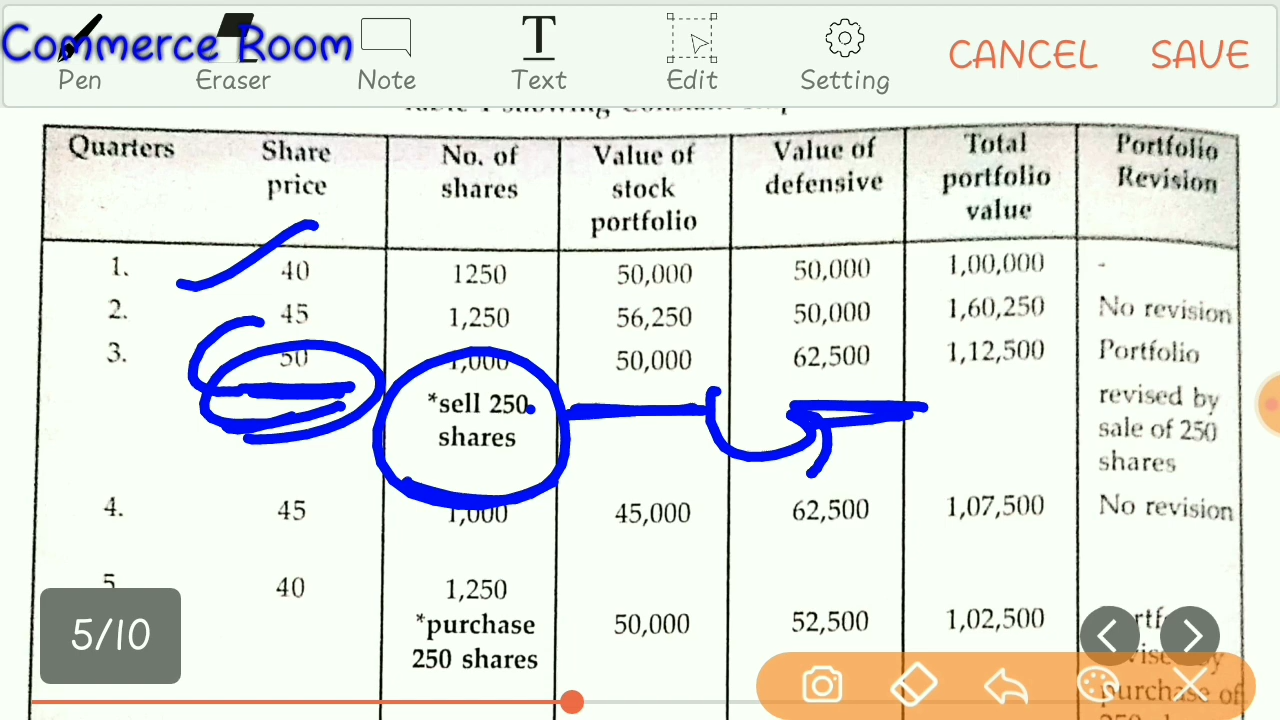 Commerce Room
Pen Eraser Note Text Edit Setting CANCEL SAVE
Quarters Share price No. of shares Value of stock portfolio Value of defensive Total portfolio value Portfolio Revision
1. 40 1250 50,000 50,000 1,00,000 -
2. 45 1,250 56,250 50,000 1,60,250 No revision
3. 50 1,000 50,000 62,500 1,12,500 Portfolio
*sell 250 revised by
shares sale of 250
shares
4. 45 1,000 45,000 62,500 1,07,500 No revision
5. 40 1,250
*purchase 50,000 52,500 1,02,500
250 shares
5/10
purchase of